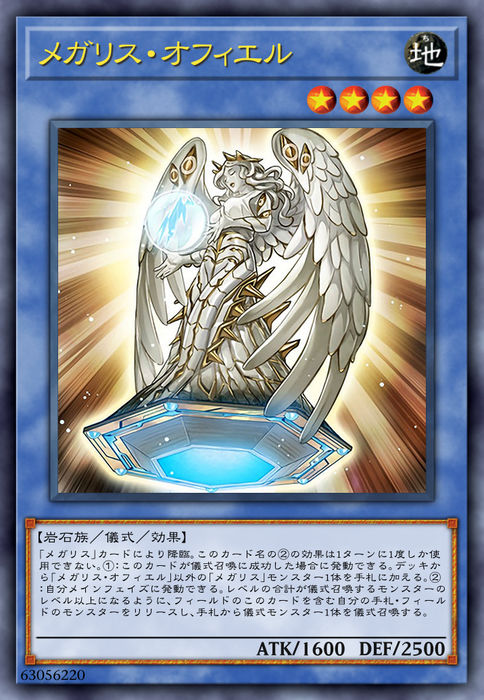 メガリス・オフィエル
ち
地
【岩石族／儀式／効果】
「メガリス」カードにより降臨。このカード名の②の効果は1ターンに1度しか使
用できない。①：このカードが儀式召喚に成功した場合に発動できる。デッキか
ら「メガリス・オフィエル」以外の「メガリス」モンスター1体を手札に加える。②
：自分メインフェイズに発動できる。レベルの合計が儀式召喚するモンスターの
レベル以上になるように、フィールドのこのカードを含む自分の手札・フィール
ドのモンスターをリリースし、手札から儀式モンスター1体を儀式召喚する。
ATK/1600 DEF/2500
63056220